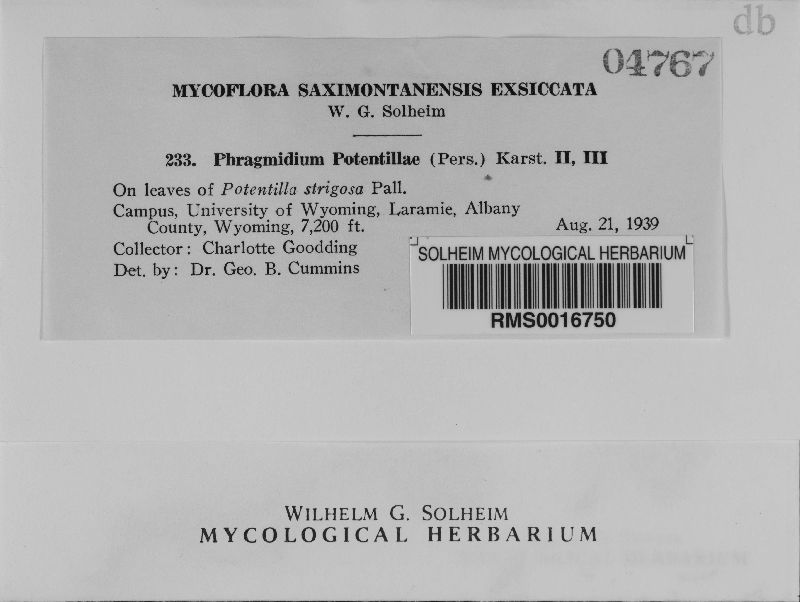 db
04767
MYCOFLORA SAXIMONTANENSIS EXSICCATA
W. G. Solheim
233. Phragmidium Potentillae (Pers.) Karst. II, III
On leaves of Potentilla strigosa Pall.
Campus, University of Wyoming, Laramie, Albany
County, Wyoming, 7,200 ft. Aug. 21, 1939
Collector: Charlotte Goodding
Det. by: Dr. Geo. B. Cummins
SOLHEIM MYCOLOGICAL HERBARIUM
RMS0016750
WILHELM G. SOLHEIM
MYCOLOGICAL HERBARIUM